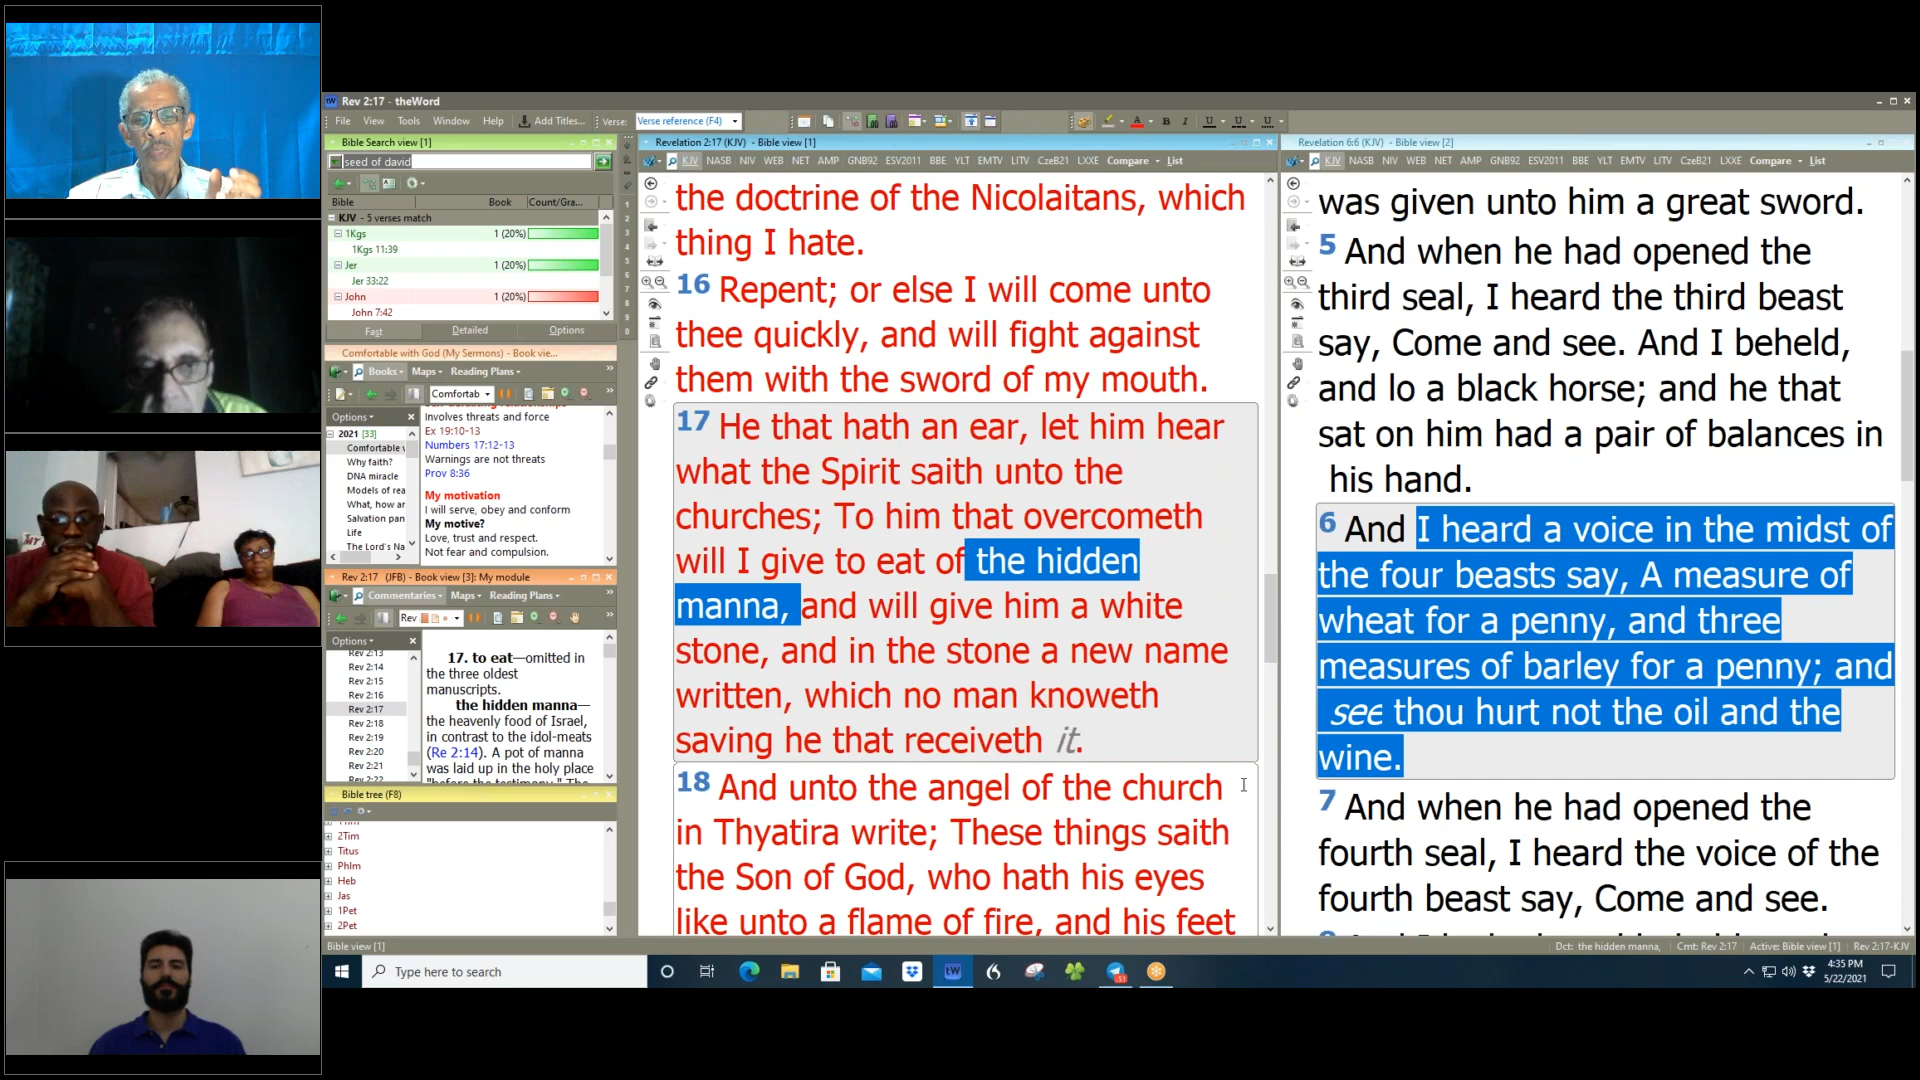 Rev 2:17 - theWord
File View Tools Window Help Add Titles... Verse: Verse reference (F4)
Bible Search view [1]
seed of david
Bible Book Count/Gra...
KJV - 5 verses match
1Kgs 1 (20%)
1Kgs 11:39
Jer 1 (20%)
Jer 33:22
John 1 (20%)
John 7:42
Fast Detailed Options
Comfortable with God (My Sermons) - Book vie...
Books Maps Reading Plans
Comfortab
Options
2021 [33]
Comfortable
Why faith?
DNA miracle
Models of rea
What, how ar
Salvation pan
Life
The Lord's Na
Involves threats and force
Ex 19:10-13
Numbers 17:12-13
Warnings are not threats
Prov 8:36
My motivation
I will serve, obey and conform
My motive?
Love, trust and respect.
Not fear and compulsion.
Rev 2:17 (JFB) - Book view [3]: My module
Commentaries Maps Reading Plans
Rev
Options
Rev 2:13
Rev 2:14
Rev 2:15
Rev 2:16
Rev 2:17
Rev 2:18
Rev 2:19
Rev 2:20
Rev 2:21
Rev 2:22
17. to eat—omitted in
the three oldest
manuscripts.
the hidden manna—
the heavenly food of Israel,
in contrast to the idol-meats
(Re 2:14). A pot of manna
was laid up in the holy place
"before the testimony." The
Bible tree (F8)
2Tim
Titus
Phlm
Heb
Jas
1Pet
2Pet
Bible view [1]
Revelation 2:17 (KJV) - Bible view [1]
KJV NASB NIV WEB NET AMP GNB92 ESV2011 BBE YLT EMTV LITV CzeB21 LXXE Compare List
the doctrine of the Nicolaitans, which
thing I hate.
16 Repent; or else I will come unto
thee quickly, and will fight against
them with the sword of my mouth.
17 He that hath an ear, let him hear
what the Spirit saith unto the
churches; To him that overcometh
will I give to eat of the hidden
manna, and will give him a white
stone, and in the stone a new name
written, which no man knoweth
saving he that receiveth it.
18 And unto the angel of the church
in Thyatira write; These things saith
the Son of God, who hath his eyes
like unto a flame of fire, and his feet
Revelation 6:6 (KJV) - Bible view [2]
KJV NASB NIV WEB NET AMP GNB92 ESV2011 BBE YLT EMTV LITV CzeB21 LXXE Compare List
was given unto him a great sword.
5 And when he had opened the
third seal, I heard the third beast
say, Come and see. And I beheld,
and lo a black horse; and he that
sat on him had a pair of balances in
his hand.
6 And I heard a voice in the midst of
the four beasts say, A measure of
wheat for a penny, and three
measures of barley for a penny; and
see thou hurt not the oil and the
wine.
7 And when he had opened the
fourth seal, I heard the voice of the
fourth beast say, Come and see.
Dct: the hidden manna, Cmt: Rev 2:17 Active: Bible view [1] Rev 2:17-KJV
Type here to search
4:35 PM
5/22/2021